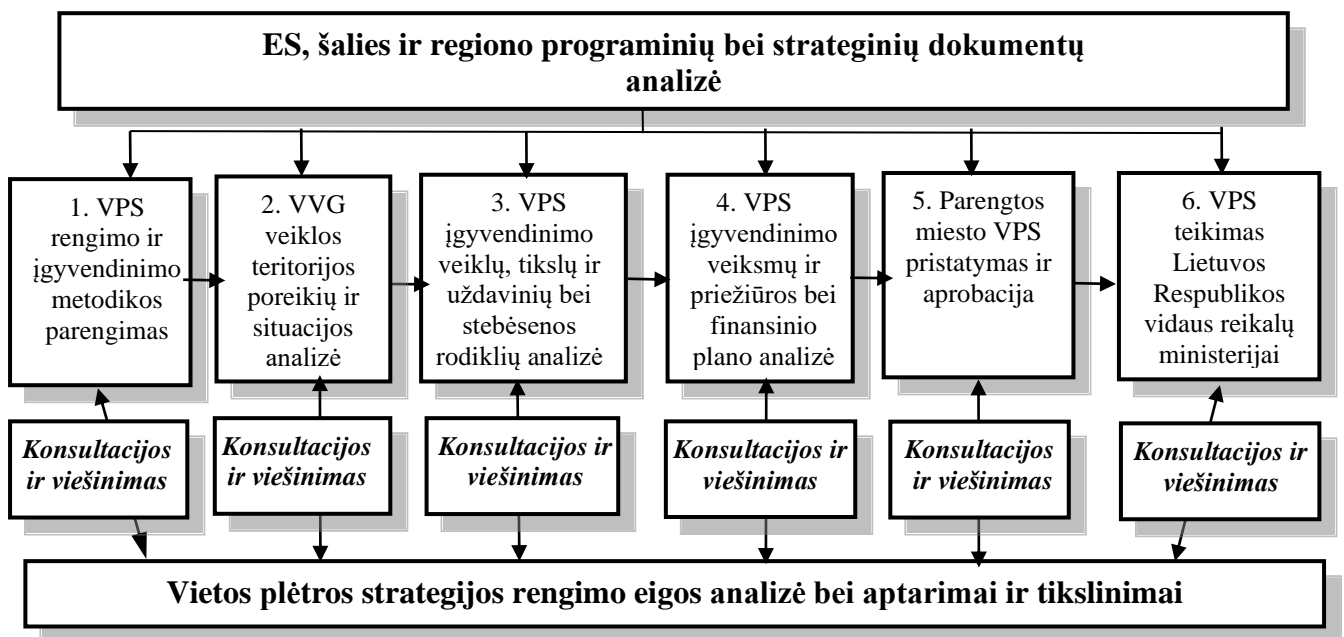 ES, šalies ir regiono programinių bei strateginių dokumentų
analizė
1. VPS
rengimo ir
įgyvendinimo
metodikos
parengimas
2. VVG
veiklos
teritorijos
poreikių ir
situacijos
analizė
3. VPS
įgyvendinimo
veiklų, tikslų ir
uždavinių bei
stebėsenos
rodiklių analizė
4. VPS
įgyvendinimo
veiksmų ir
priežiūros bei
finansinio
plano analizė
5. Parengtos
miesto VPS
pristatymas ir
aprobacija
6. VPS
teikimas
Lietuvos
Respublikos
vidaus reikalų
ministerijai
Konsultacijos
ir viešinimas
Konsultacijos
ir viešinimas
Konsultacijos ir
viešinimas
Konsultacijos ir
viešinimas
Konsultacijos
ir viešinimas
Konsultacijos ir
viešinimas
Vietos plėtros strategijos rengimo eigos analizė bei aptarimai ir tikslinimai